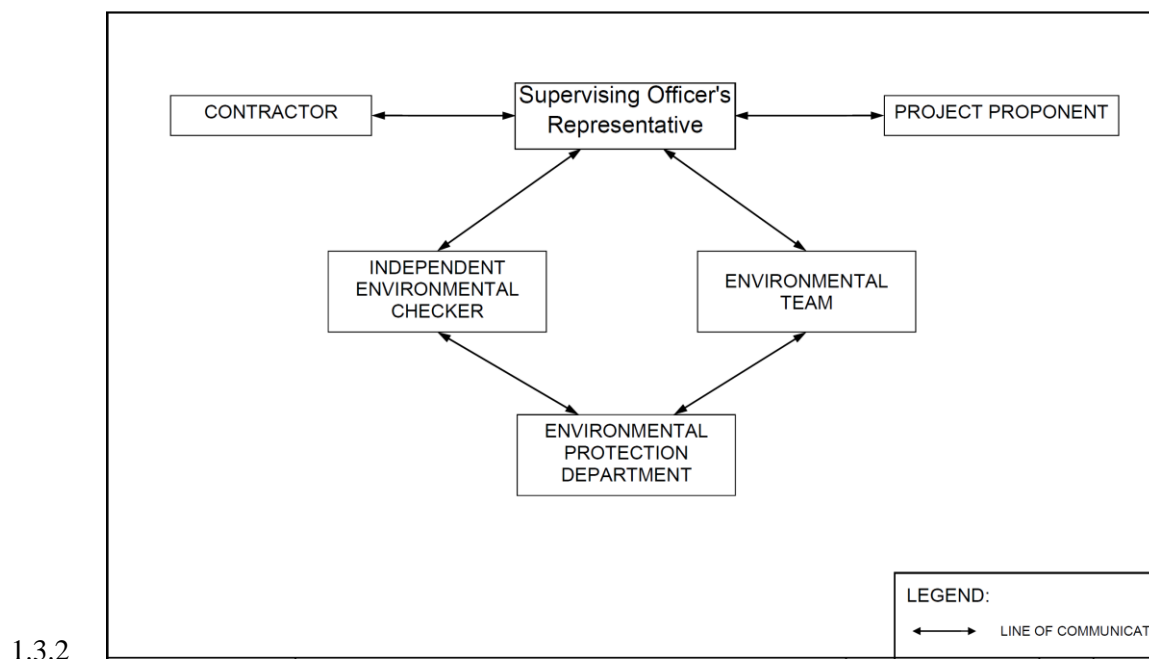 CONTRACTOR
Supervising Officer's
Representative
PROJECT PROPONENT
INDEPENDENT
ENVIRONMENTAL
CHECKER
ENVIRONMENTAL
TEAM
ENVIRONMENTAL
PROTECTION
DEPARTMENT
LEGEND:
LINE OF COMMUNICAT
1.3.2